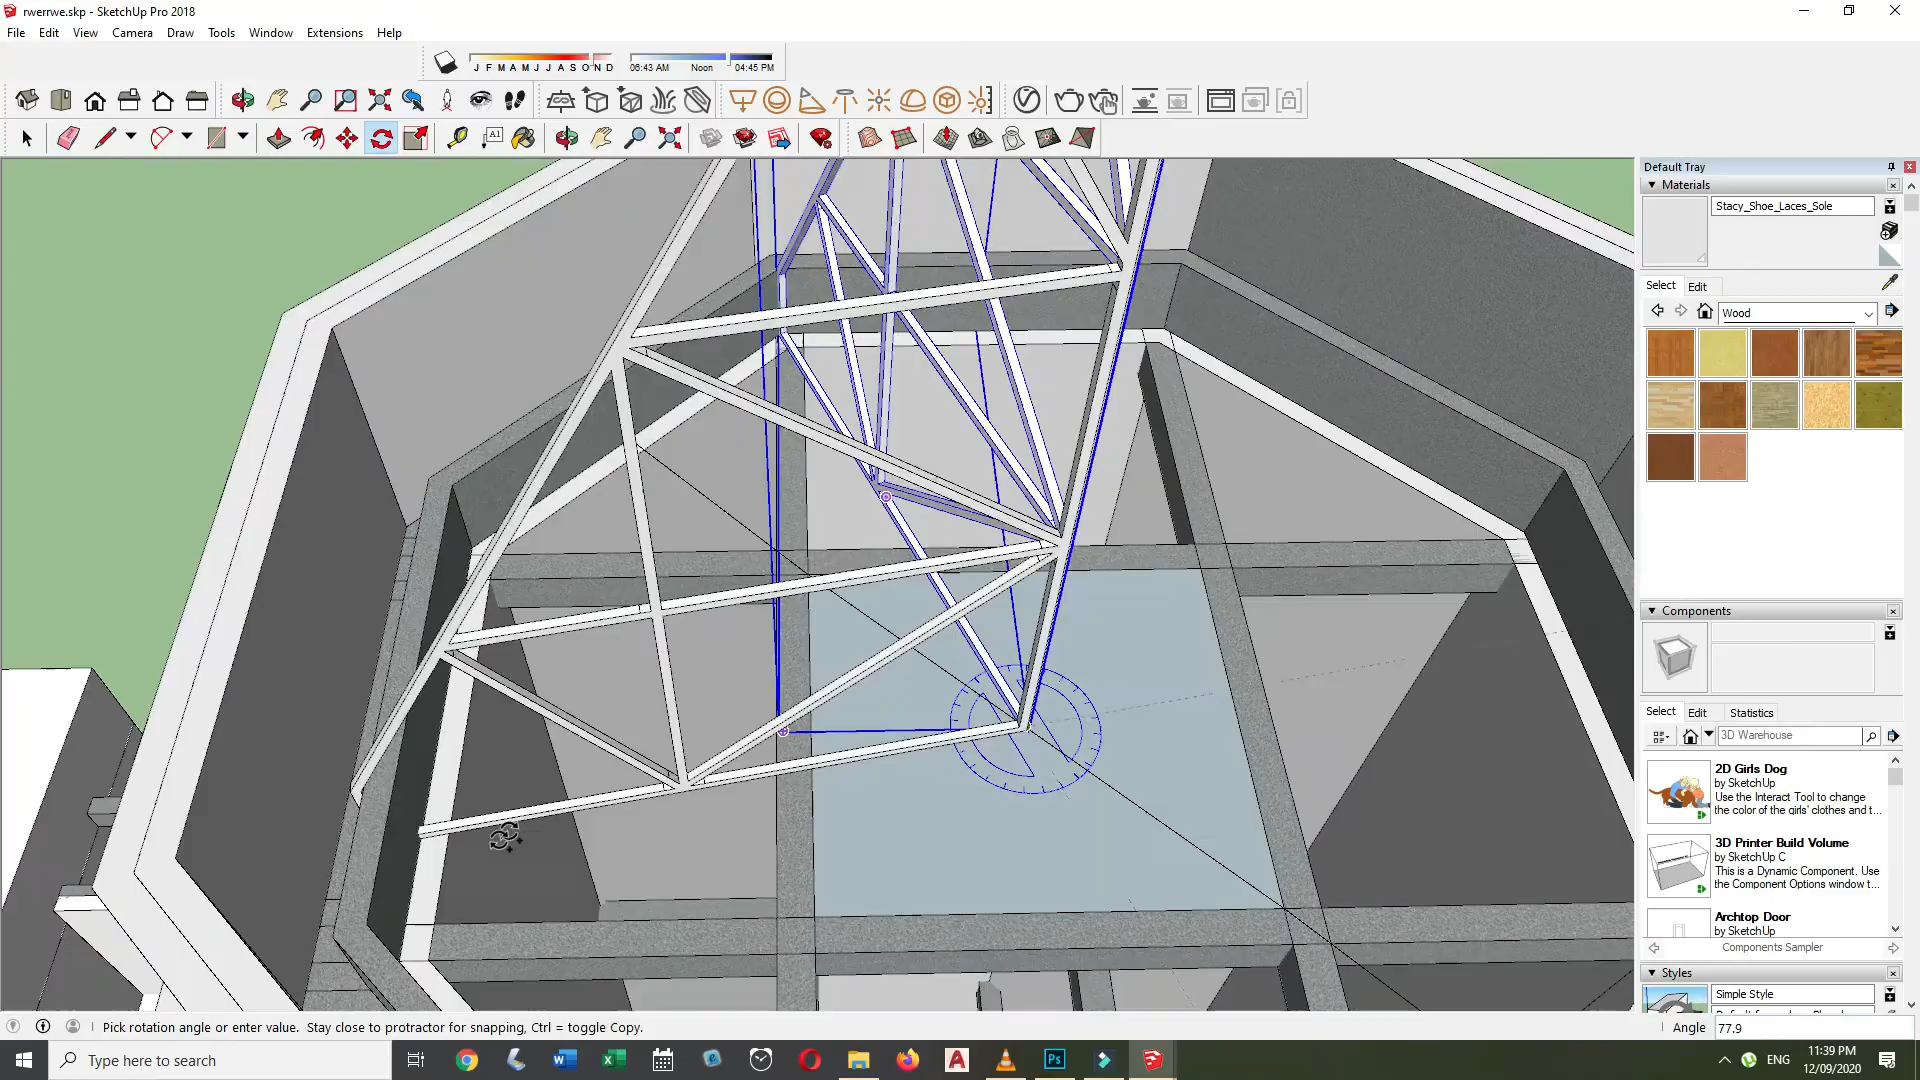 rwerrwe.skp - SketchUp Pro 2018
File Edit View Camera Draw Tools Window Extensions Help
J F M A M J J A S O N D
06:43 AM Noon 04:45 PM
A1
Default Tray
Materials
Stacy_Shoe_Laces_Sole
Select Edit
Wood
Components
Select Edit Statistics
3D Warehouse
2D Girls Dog
by SketchUp
Use the Interact Tool to change
the color of the girls' clothes and t...
3D Printer Build Volume
by SketchUp C
This is a Dynamic Component. Use
the Component Options window t...
Archtop Door
by SketchUp
Components Sampler
Styles
Simple Style
Pick rotation angle or enter value. Stay close to protractor for snapping, Ctrl = toggle Copy.
Angle 77.9
Type here to search
ENG
11:39 PM
12/09/2020